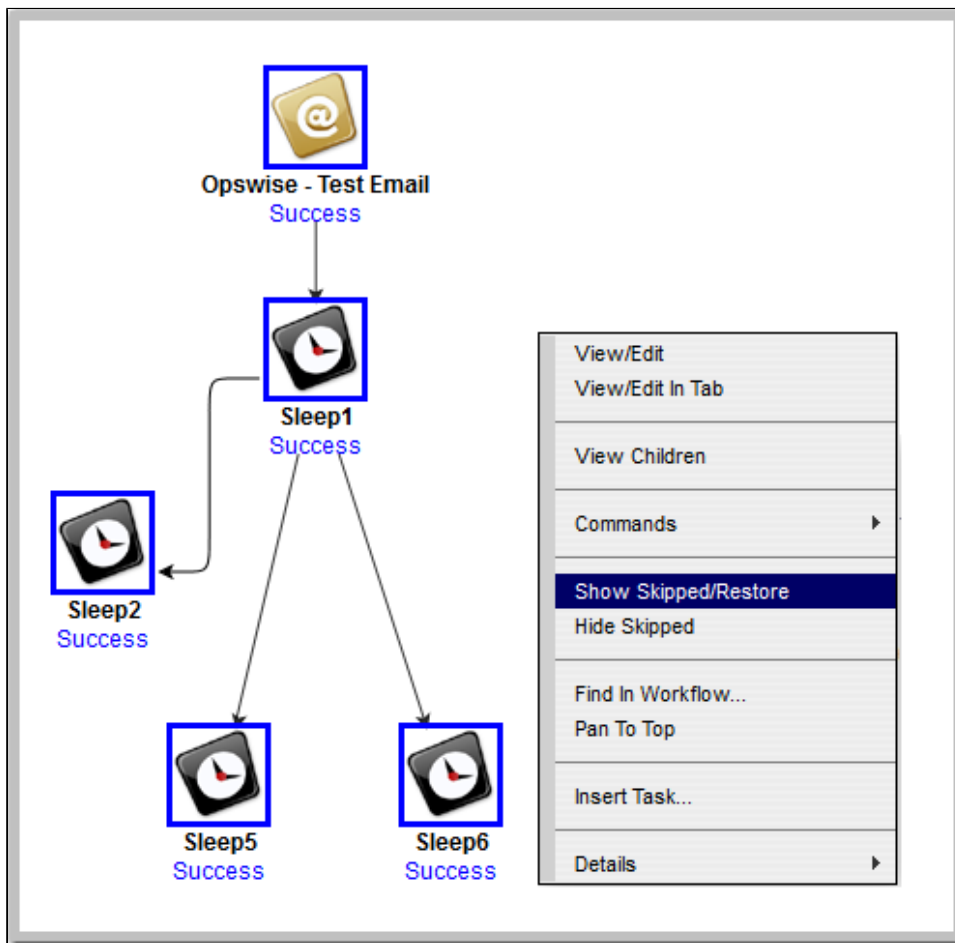 Opswise - Test Email
Success
Sleep1
Success
Sleep2
Success
Sleep5
Success
Sleep6
Success
View/Edit
View/Edit In Tab
View Children
Commands
Show Skipped/Restore
Hide Skipped
Find In Workflow...
Pan To Top
Insert Task...
Details